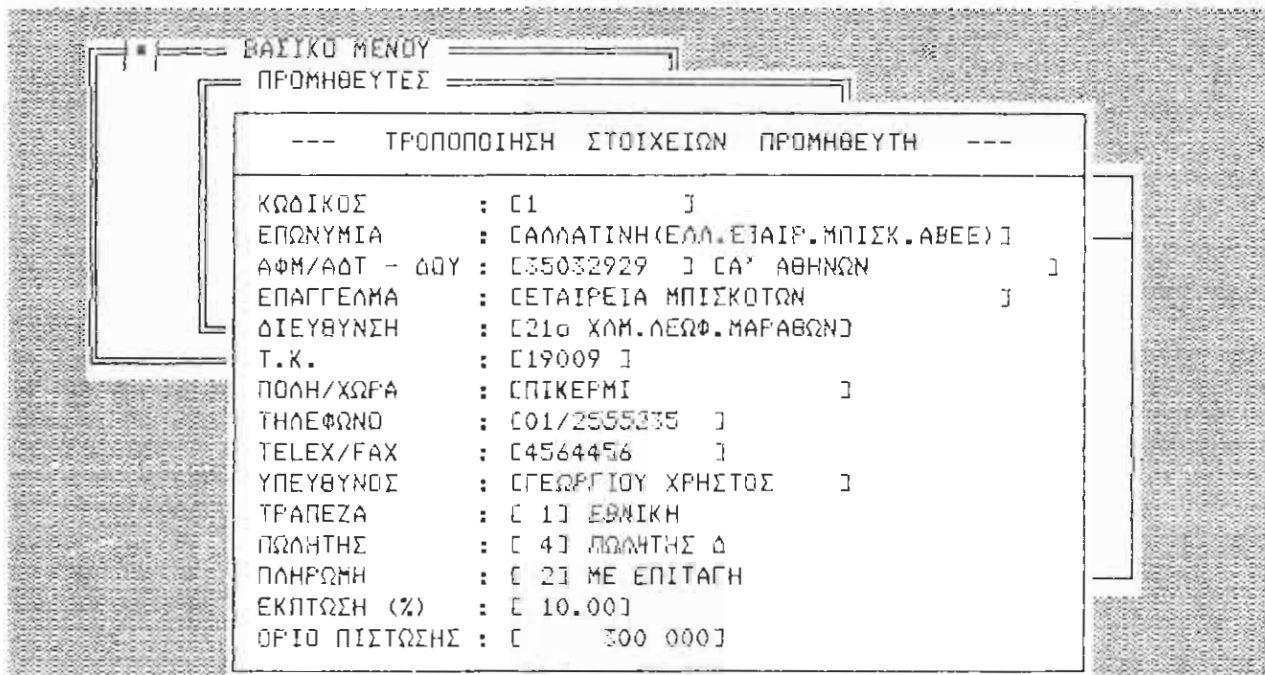 ΒΑΣΙΚΟ ΜΕΝΟΥ
ΠΡΟΜΗΘΕΥΤΕΣ
--- ΤΡΟΠΟΠΟΙΗΣΗ ΣΤΟΙΧΕΙΩΝ ΠΡΟΜΗΘΕΥΤΗ ---
ΚΩΔΙΚΟΣ : [1 ]
ΕΠΩΝΥΜΙΑ : [ΑΛΛΑΤΙΝΗ(ΕΛΛ.ΕΤΑΙΡ.ΜΠΙΣΚ.ΑΒΕΕ)]
ΑΦΜ/ΑΔΤ - ΔΟΥ : [35032929 ] [Α' ΑΘΗΝΩΝ ]
ΕΠΑΓΓΕΛΜΑ : [ΕΤΑΙΡΕΙΑ ΜΠΙΣΚΟΤΩΝ ]
ΔΙΕΥΘΥΝΣΗ : [21ο ΧΛΜ.ΛΕΩΦ.ΜΑΡΑΘΩΝ]
Τ.Κ. : [19009 ]
ΠΟΛΗ/ΧΩΡΑ : [ΠΙΚΕΡΜΙ ]
ΤΗΛΕΦΩΝΟ : [01/2555235 ]
TELEX/FAX : [4564456 ]
ΥΠΕΥΘΥΝΟΣ : [ΓΕΩΡΓΙΟΥ ΧΡΗΣΤΟΣ ]
ΤΡΑΠΕΖΑ : [ 1] ΕΘΝΙΚΗ
ΠΩΛΗΤΗΣ : [ 4] ΠΩΛΗΤΗΣ Δ
ΠΛΗΡΩΜΗ : [ 2] ΜΕ ΕΠΙΤΑΓΗ
ΕΚΠΤΩΣΗ (%) : [ 10.00]
ΟΡΙΟ ΠΙΣΤΩΣΗΣ : [ 300 000]